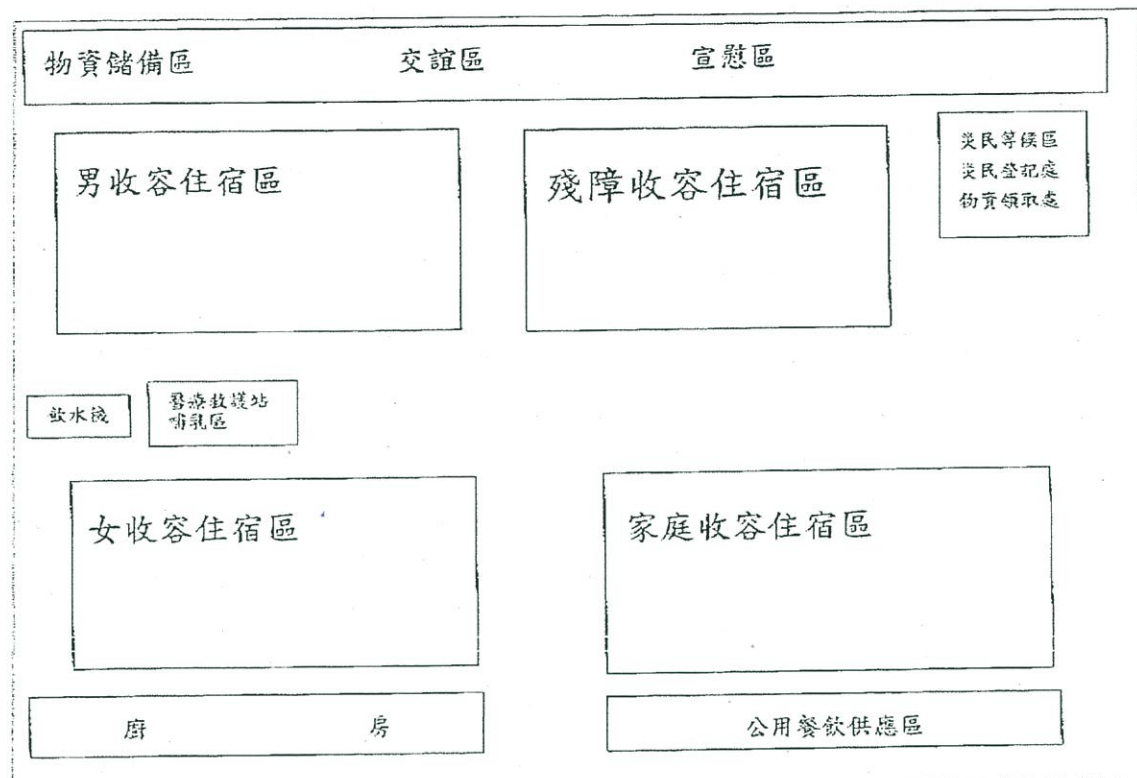 物資儲備區 交誼區 宣慰區
男收容住宿區
殘障收容住宿區
災民等候區
災民登記處
物資領取處
飲水機
醫療救護站
哺乳區
女收容住宿區
家庭收容住宿區
廚 房
公用餐飲供應區